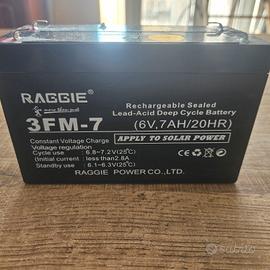 RAGGIE®
Rechargeable Sealed
Lead-Acid Deep Cycle Battery
3FM-7
(6V,7AH/20HR)
Constant Voltage Charge
APPLY TO SOLAR POWER
Voltage regulation
Cycle use : 6.8~7.2V(25℃)
Initial current : less than2.8A
Standby use : 6.1~6.3V(25℃)
RAGGIE POWER CO.,LTD.
subito